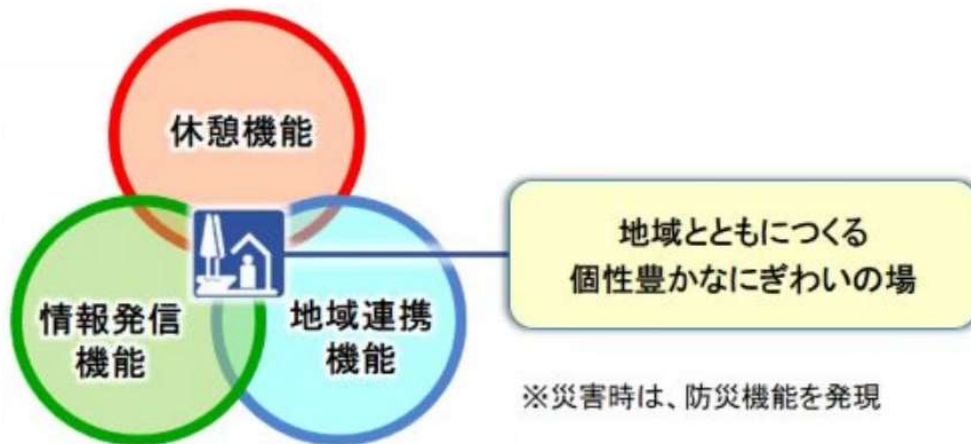 休憩機能
情報発信
機能
地域連携
機能
地域とともにつくる
個性豊かなにぎわいの場
※災害時は、防災機能を発現